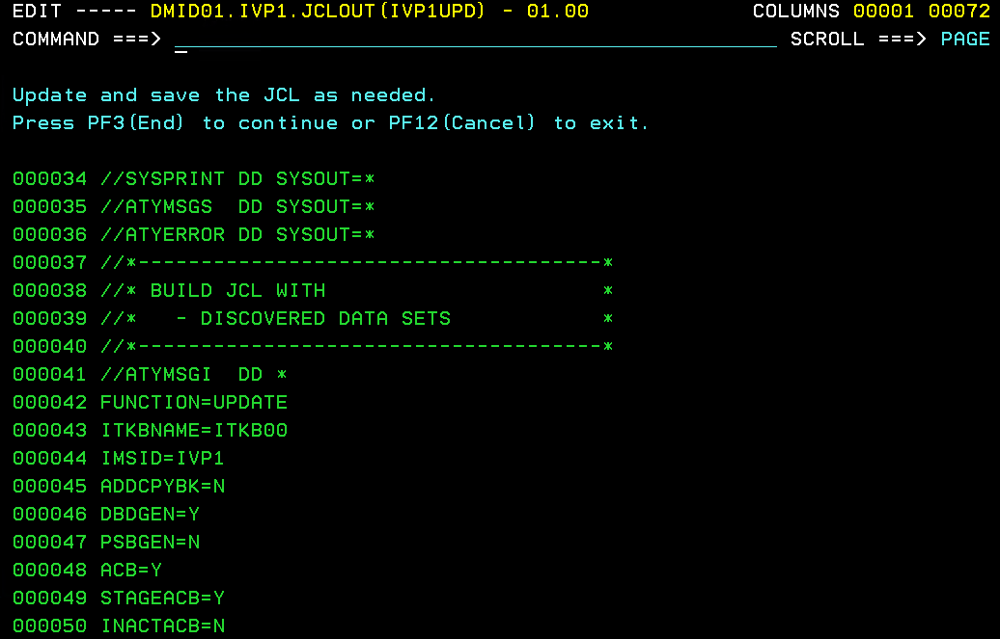 EDIT ----- DMID01.IVP1.JCLOUT(IVP1UPD) - 01.00 COLUMNS 00001 00072
COMMAND ===> SCROLL ===> PAGE
Update and save the JCL as needed.
Press PF3(End) to continue or PF12(Cancel) to exit.
000034 //SYSPRINT DD SYSOUT=*
000035 //ATYMSGS  DD SYSOUT=*
000036 //ATYERROR DD SYSOUT=*
000037 //*-------------------------------------*
000038 //* BUILD JCL WITH                      *
000039 //*   - DISCOVERED DATA SETS            *
000040 //*-------------------------------------*
000041 //ATYMSGI  DD *
000042 FUNCTION=UPDATE
000043 ITKBNAME=ITKB00
000044 IMSID=IVP1
000045 ADDCPYBK=N
000046 DBDGEN=Y
000047 PSBGEN=N
000048 ACB=Y
000049 STAGEACB=Y
000050 INACTACB=N